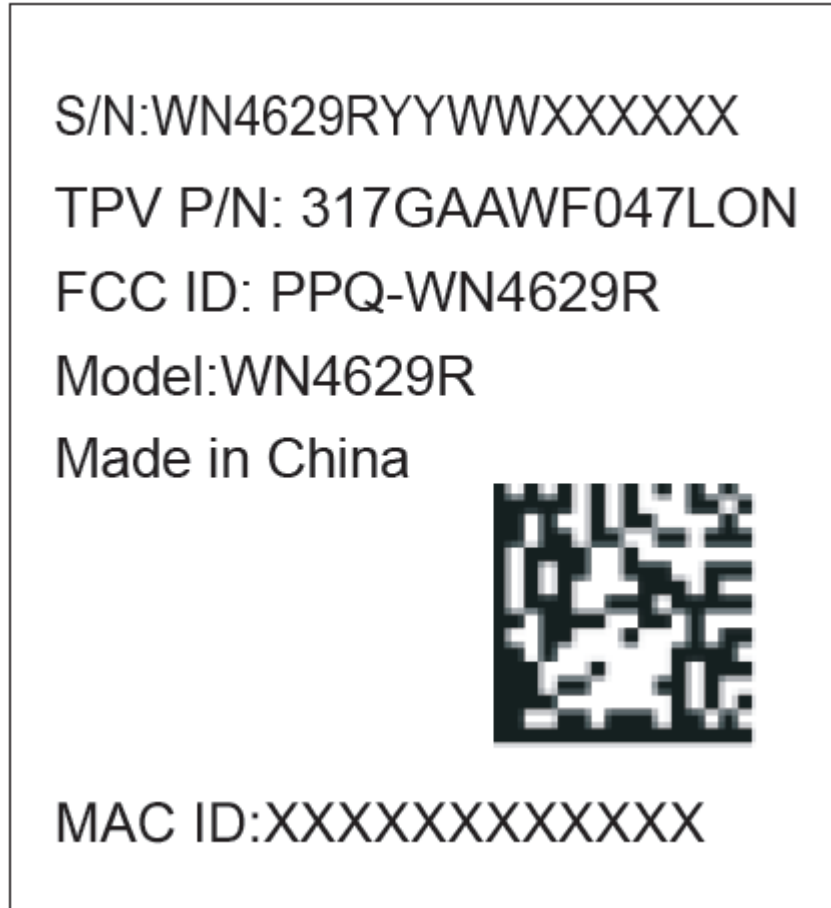 S/N:WN4629RYYWWXXXXXX
TPV P/N: 317GAAWF047LON
FCC ID: PPQ-WN4629R
Model:WN4629R
Made in China
MAC ID:XXXXXXXXXXXX